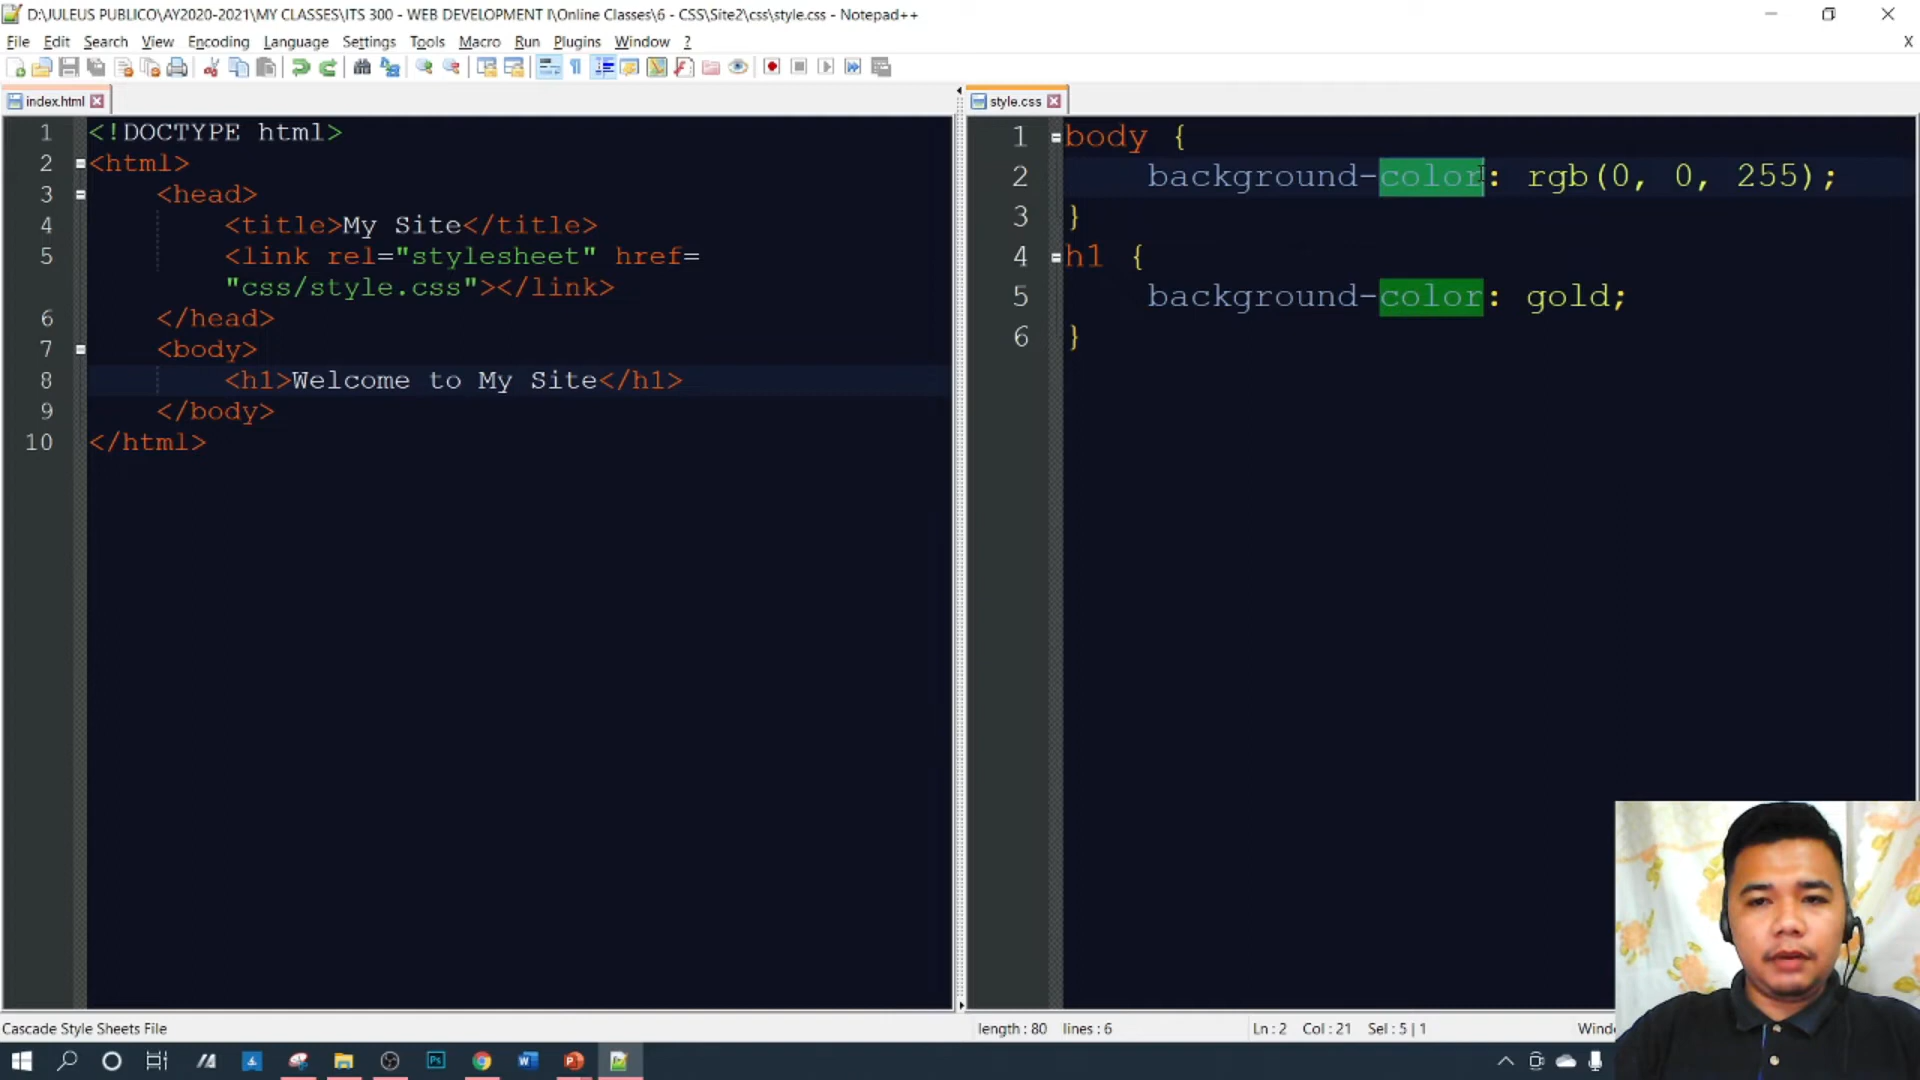 D:\JULEUS PUBLICO\AY2020-2021\MY CLASSES\ITS 300 - WEB DEVELOPMENT I\Online Classes\6 - CSS\Site2\css\style.css - Notepad++
File Edit Search View Encoding Language Settings Tools Macro Run Plugins Window ? X
index.html
style.css
1 <!DOCTYPE html>
2 <html>
3 <head>
4 <title>My Site</title>
5 <link rel="stylesheet" href=
"css/style.css"></link>
6 </head>
7 <body>
8 <h1>Welcome to My Site</h1>
9 </body>
10 </html>
1 body {
2 background-color: rgb(0, 0, 255);
3 }
4 h1 {
5 background-color: gold;
6 }
Cascade Style Sheets File length : 80 lines : 6 Ln : 2 Col : 21 Sel : 5 | 1 Windo
Ps W P